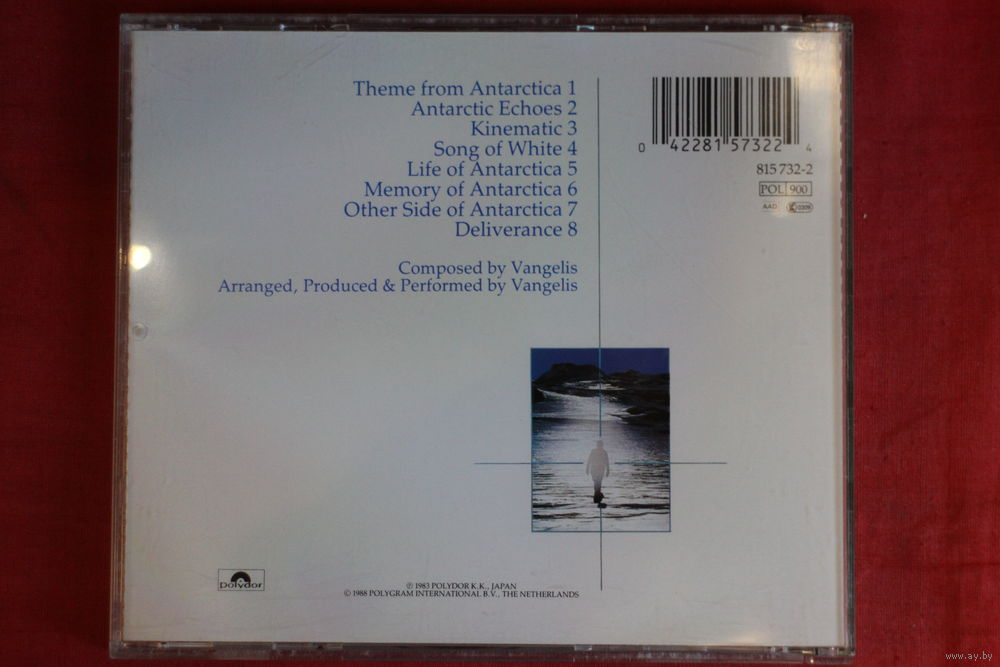 Theme from Antarctica 1
Antarctic Echoes 2
Kinematic 3
Song of White 4
Life of Antarctica 5
Memory of Antarctica 6
Other Side of Antarctica 7
Deliverance 8
Composed by Vangelis
Arranged, Produced & Performed by Vangelis
0 42281 57322 4
815 732-2
POL 900
AAD
Polydor
℗ 1983 POLYDOR K.K., JAPAN
© 1988 POLYGRAM INTERNATIONAL B.V., THE NETHERLANDS
www.ay.by